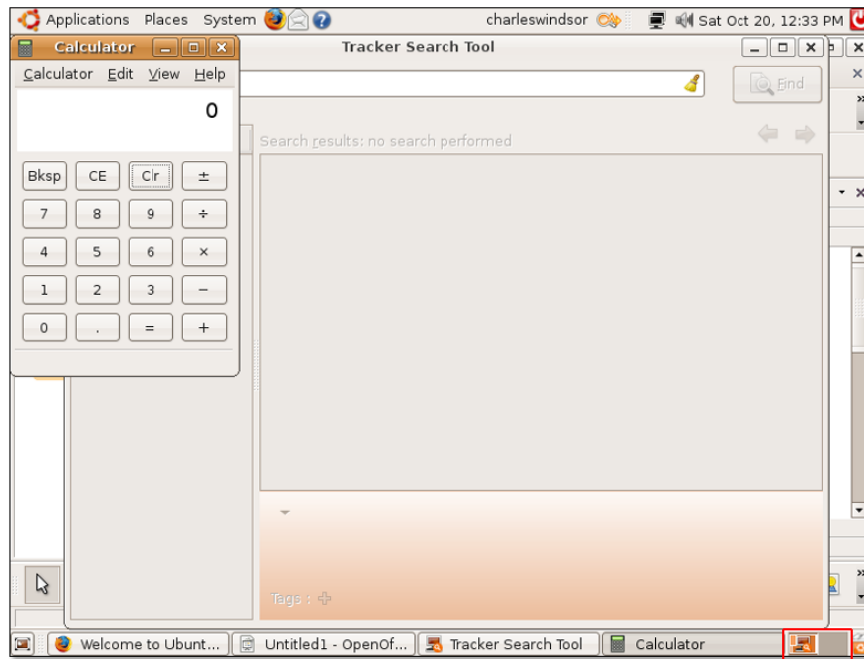 Applications Places System charleswindsor Sat Oct 20, 12:33 PM
Calculator
Tracker Search Tool
Calculator Edit View Help
Find
0
Search results: no search performed
Bksp CE Clr ±
7 8 9 ÷
4 5 6 ×
1 2 3 −
0 . = +
Tags :
Welcome to Ubunt... Untitled1 - OpenOf... Tracker Search Tool Calculator